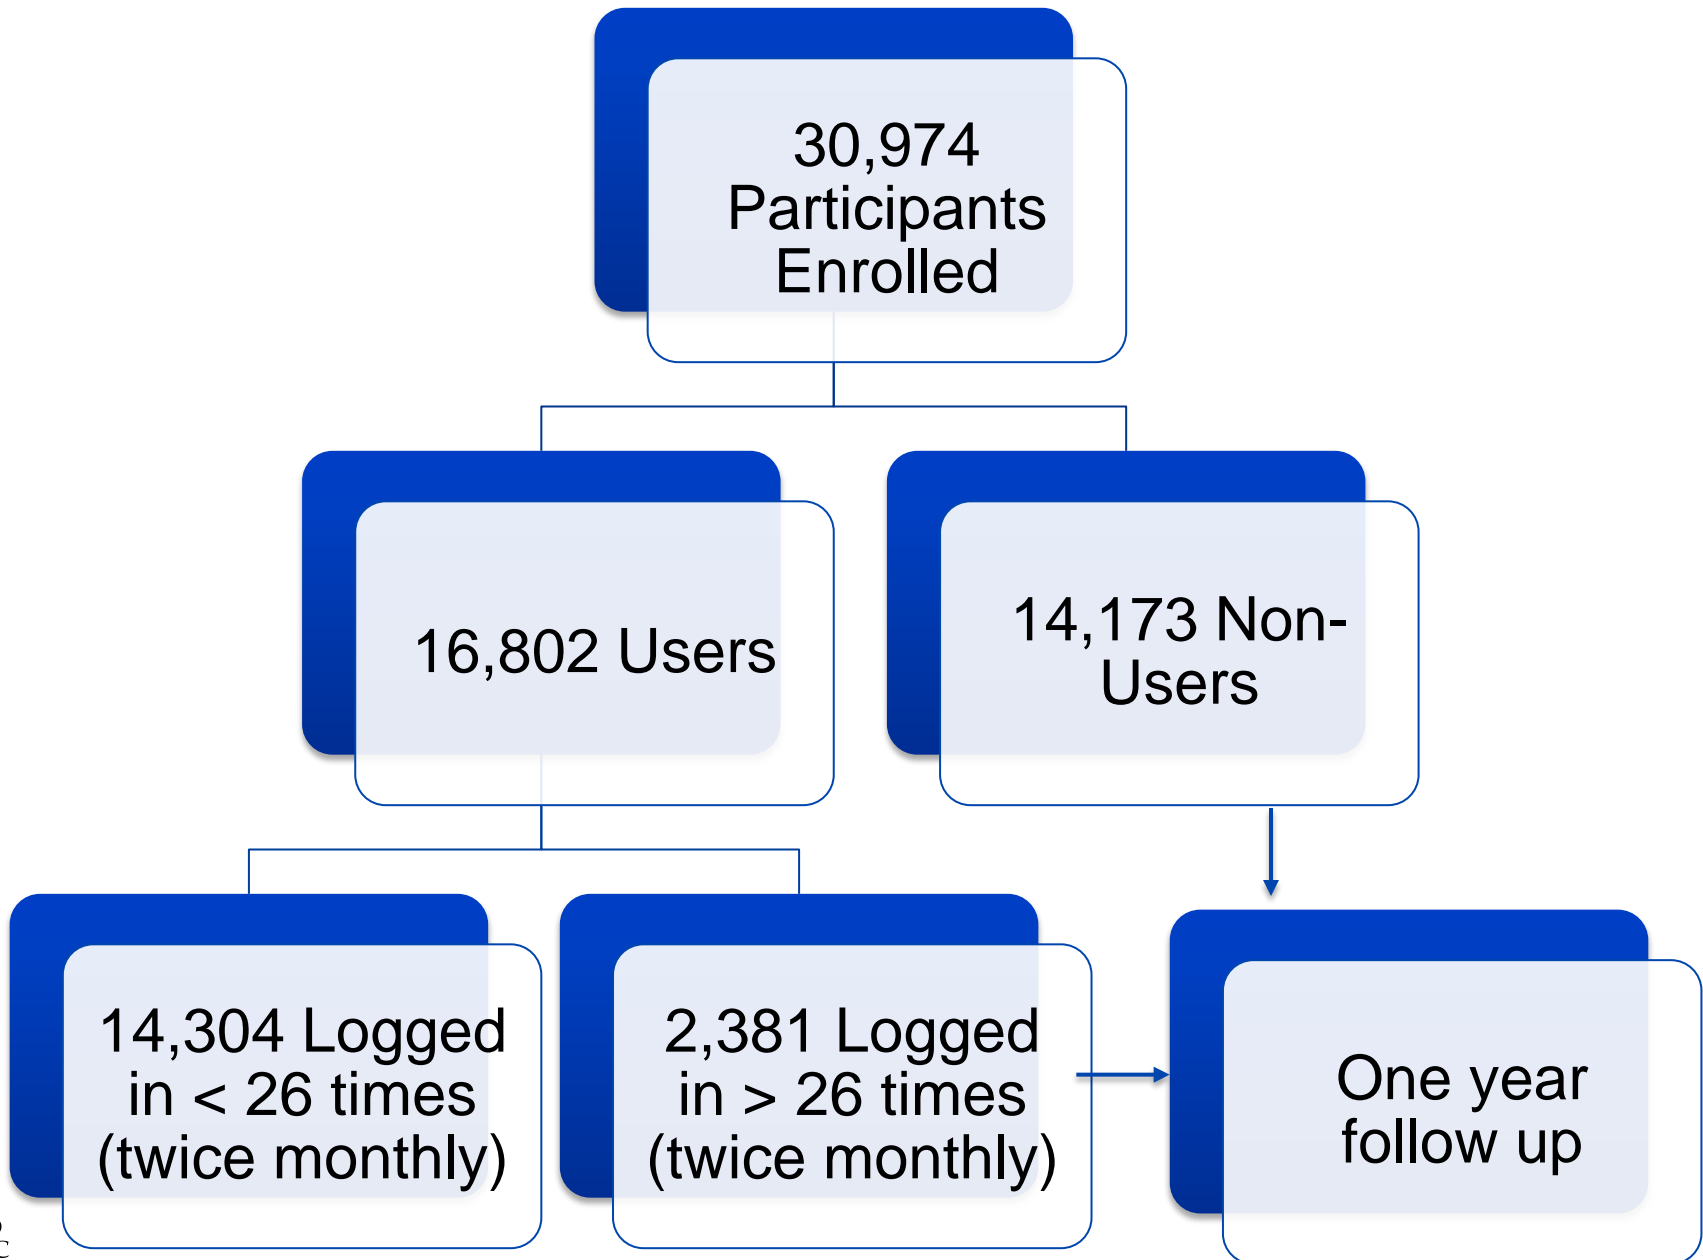 30,974
Participants
Enrolled
16,802 Users
14,173 Non-
Users
14,304 Logged
in < 26 times
(twice monthly)
2,381 Logged
in > 26 times
(twice monthly)
One year
follow up